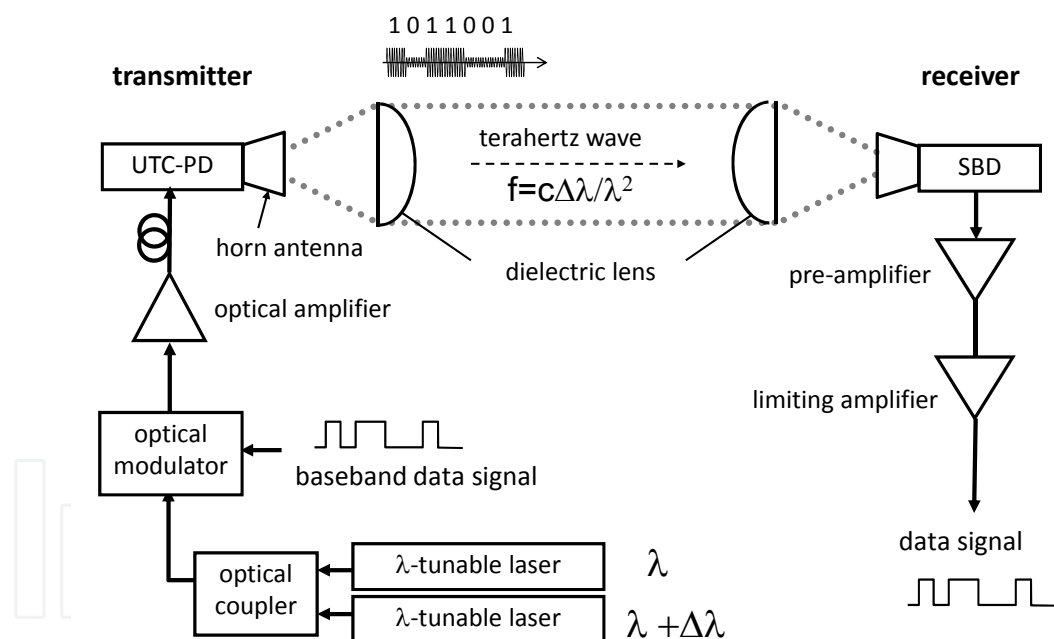 1 0 1 1 0 0 1
transmitter
receiver
UTC-PD
terahertz wave
f=cΔλ/λ²
SBD
horn antenna
dielectric lens
pre-amplifier
optical amplifier
limiting amplifier
optical
modulator
baseband data signal
data signal
optical
coupler
λ-tunable laser
λ
λ-tunable laser
λ +Δλ